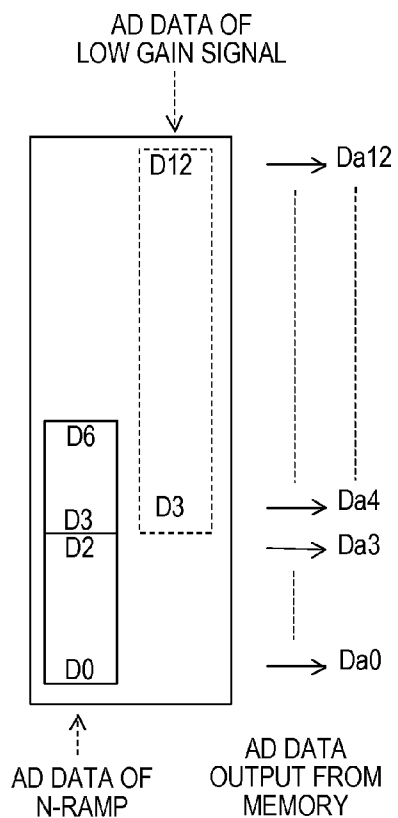 AD DATA OF
LOW GAIN SIGNAL
D12
Da12
D6
D3
D3
Da4
D2
Da3
D0
Da0
AD DATA OF
N-RAMP
AD DATA
OUTPUT FROM
MEMORY